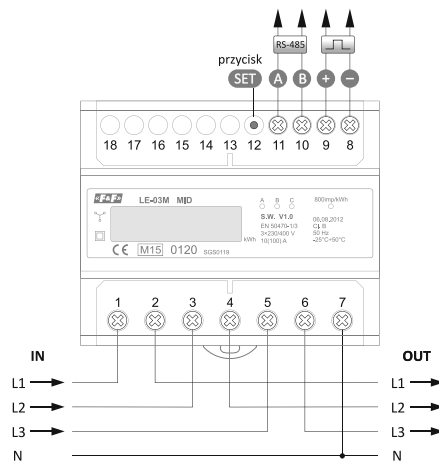 RS-485
przycisk
SET A B + −
18 17 16 15 14 13 12 11 10 9 8
F&F LE-03M MID
A B C 800imp/kWh
S.W. V1.0 06,08,2012
EN 50470-1/3 Cl. B
3×230/400 V 50 Hz
10(100) A -25°C÷50°C
kWh
CE M15 0120 SGS0119
1 2 3 4 5 6 7
IN OUT
L1 L1
L2 L2
L3 L3
N N